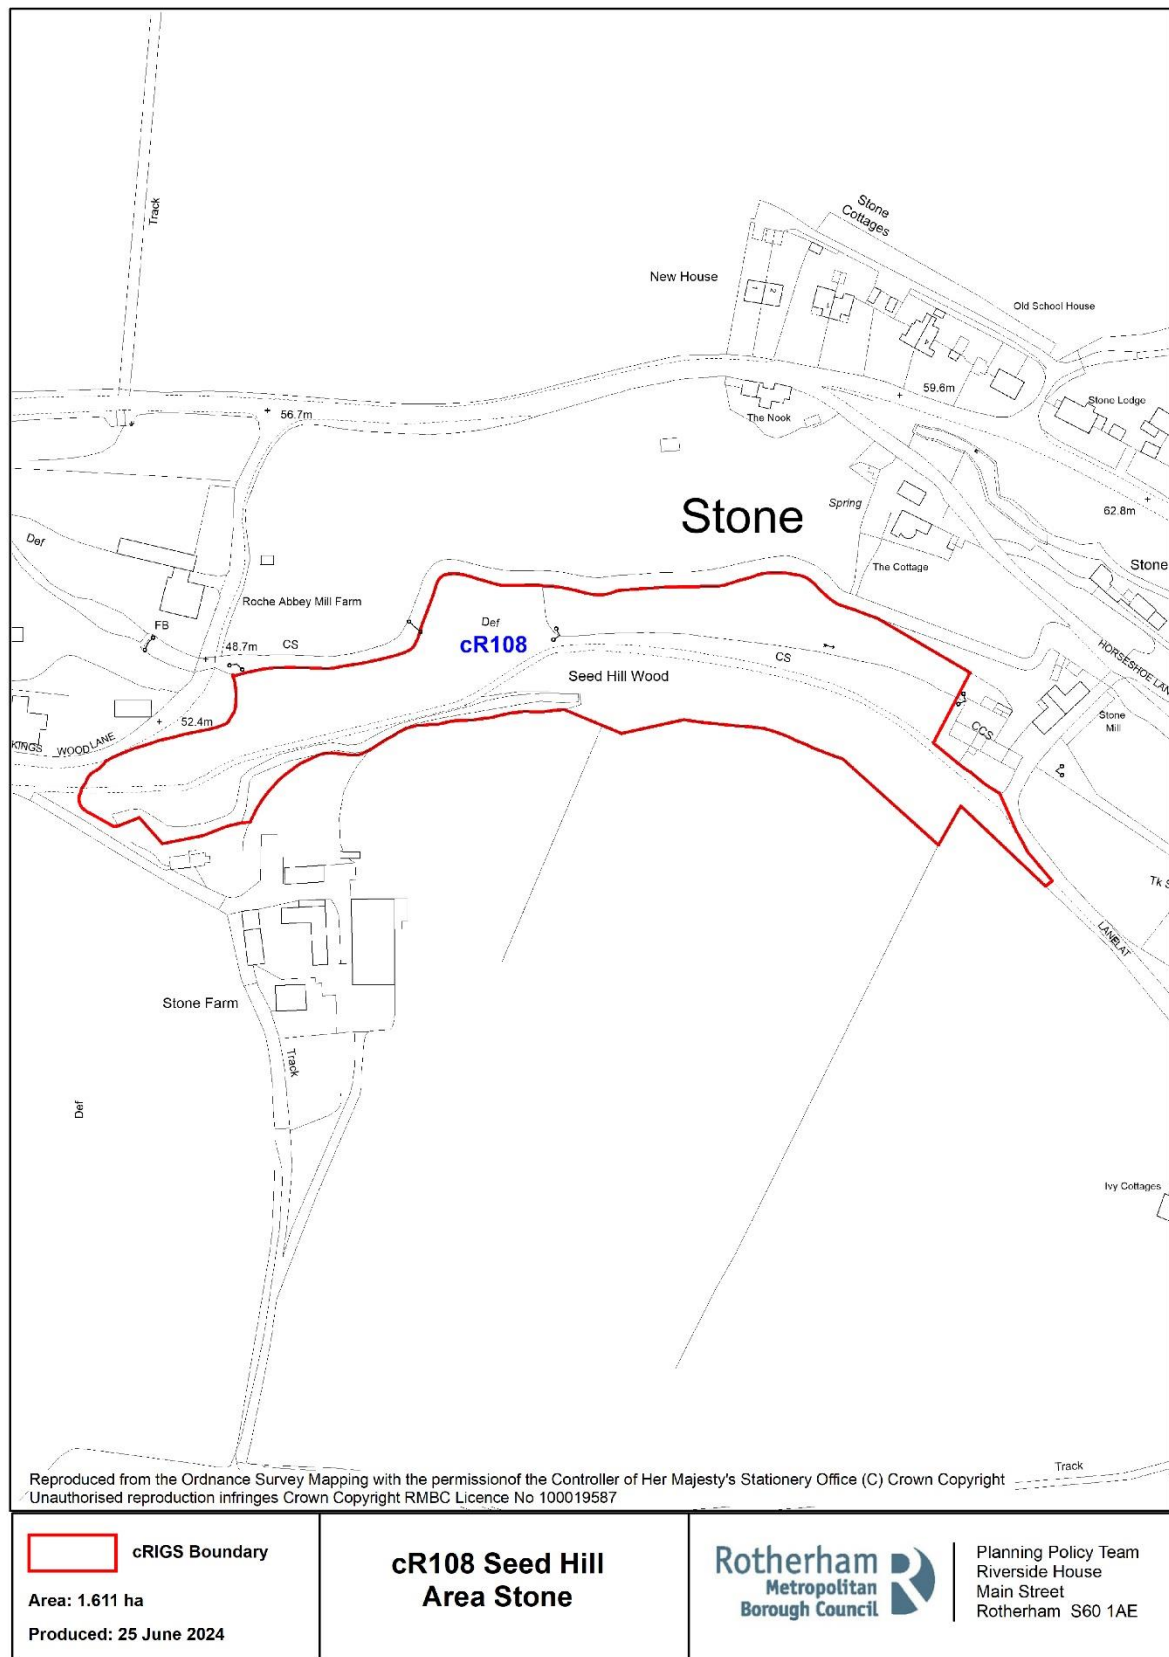 Track
Stone
Cottages
New House
Old School House
1
2
59.6m
56.7m
The Nook
Stone Lodge
Stone
62.8m
Spring
Def
The Cottage
Stone
Roche Abbey Mill Farm
Def
cR108
FB
48.7m
CS
CS
HORSESHOE LAN
Seed Hill Wood
52.4m
Stone
Mill
CCS
KINGS WOOD LANE
Tk S
LANE
LAT
Stone Farm
Track
Def
Ivy Cottages
Track
Reproduced from the Ordnance Survey Mapping with the permissionof the Controller of Her Majesty's Stationery Office (C) Crown Copyright
Unauthorised reproduction infringes Crown Copyright RMBC Licence No 100019587
cRIGS Boundary
Area: 1.611 ha
Produced: 25 June 2024
cR108 Seed Hill
Area Stone
Rotherham
Metropolitan
Borough Council
Planning Policy Team
Riverside House
Main Street
Rotherham S60 1AE